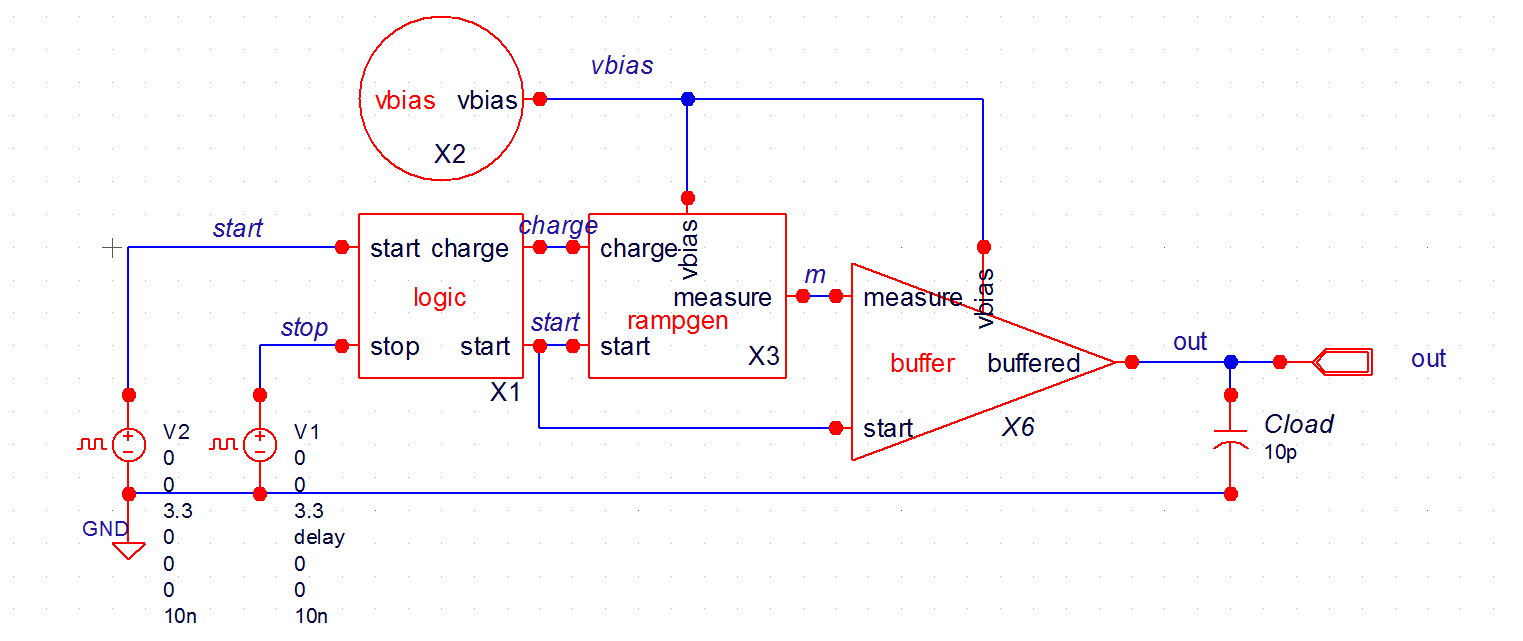 vbias
vbias vbias
X2
start
charge
start charge
charge
vbias
logic
measure
m
measure
vbias
rampgen
stop
start
stop start
start
X3
X1
buffer buffered
out
out
start
X6
Cload
10p
V2
0
0
3.3
0
0
0
10n
V1
0
0
3.3
delay
0
0
10n
GND